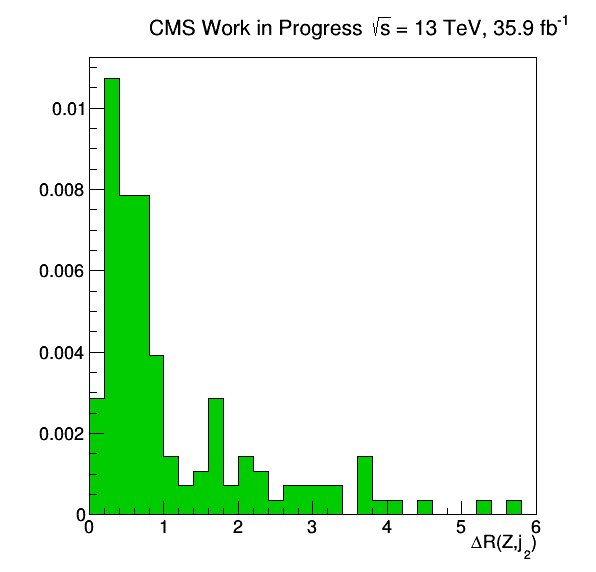 CMS Work in Progress √s = 13 TeV, 35.9 fb⁻¹
0.01
0.008
0.006
0.004
0.002
0
0 1 2 3 4 5 6
ΔR(Z,j₂)